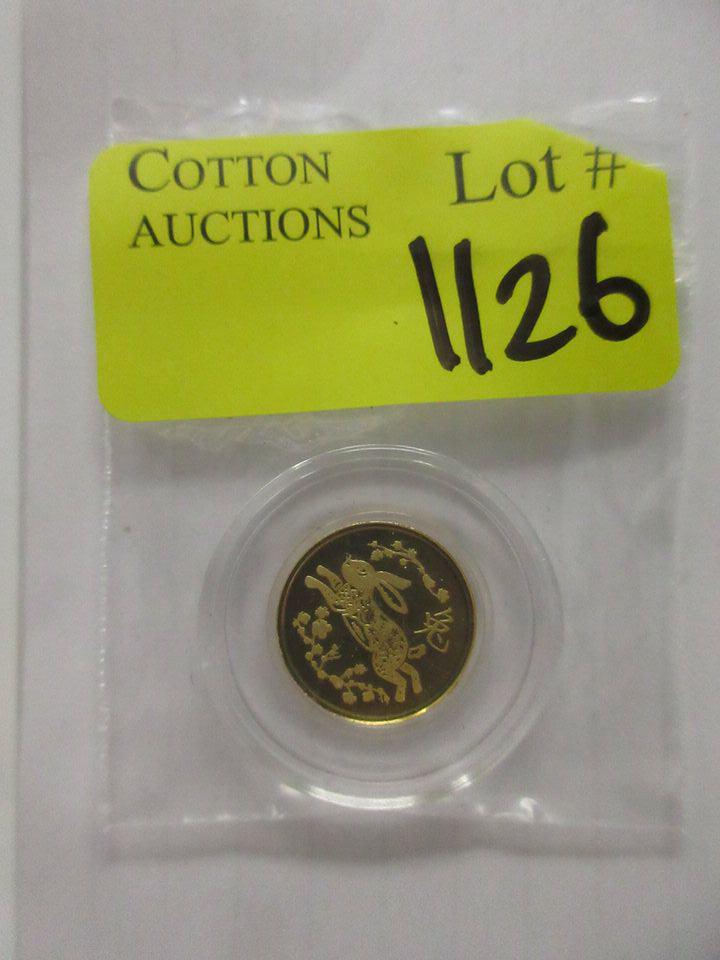 COTTON
AUCTIONS
Lot #
1126